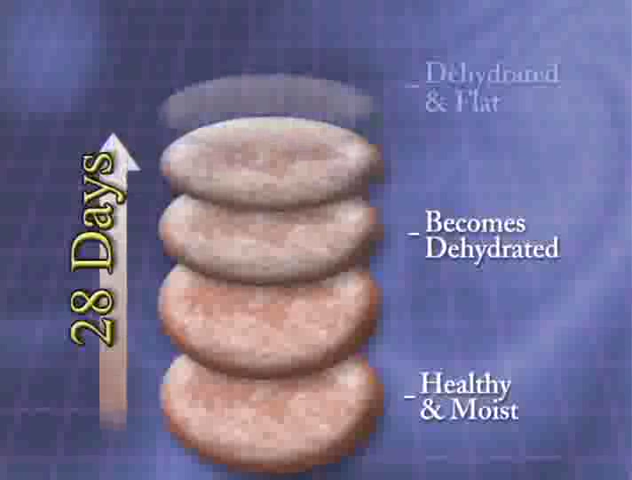 Dehydrated
& Flat
28 Days
Becomes
Dehydrated
Healthy
& Moist